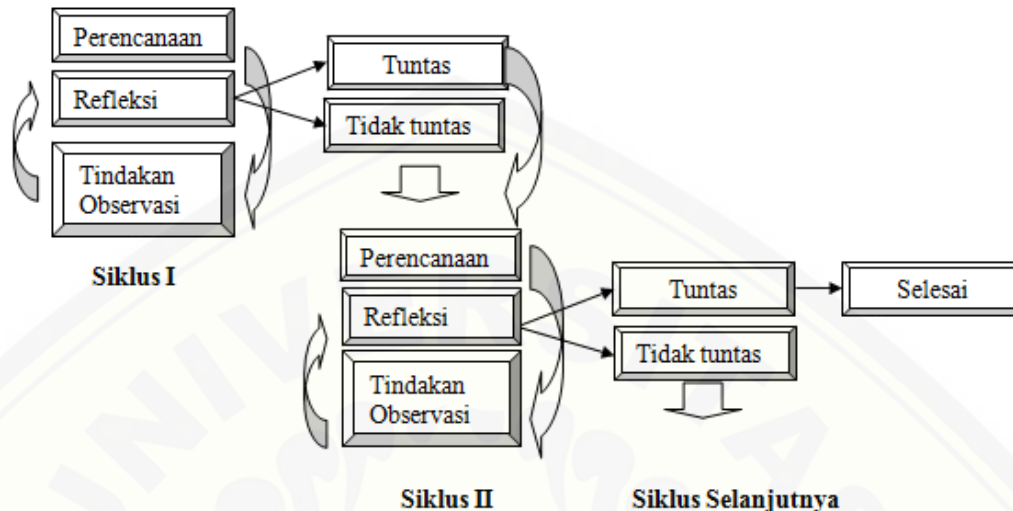 Perencanaan
Refleksi
Tindakan
Observasi
Siklus I
Tuntas
Tidak tuntas
Perencanaan
Refleksi
Tindakan
Observasi
Siklus II
Tuntas
Selesai
Tidak tuntas
Siklus Selanjutnya